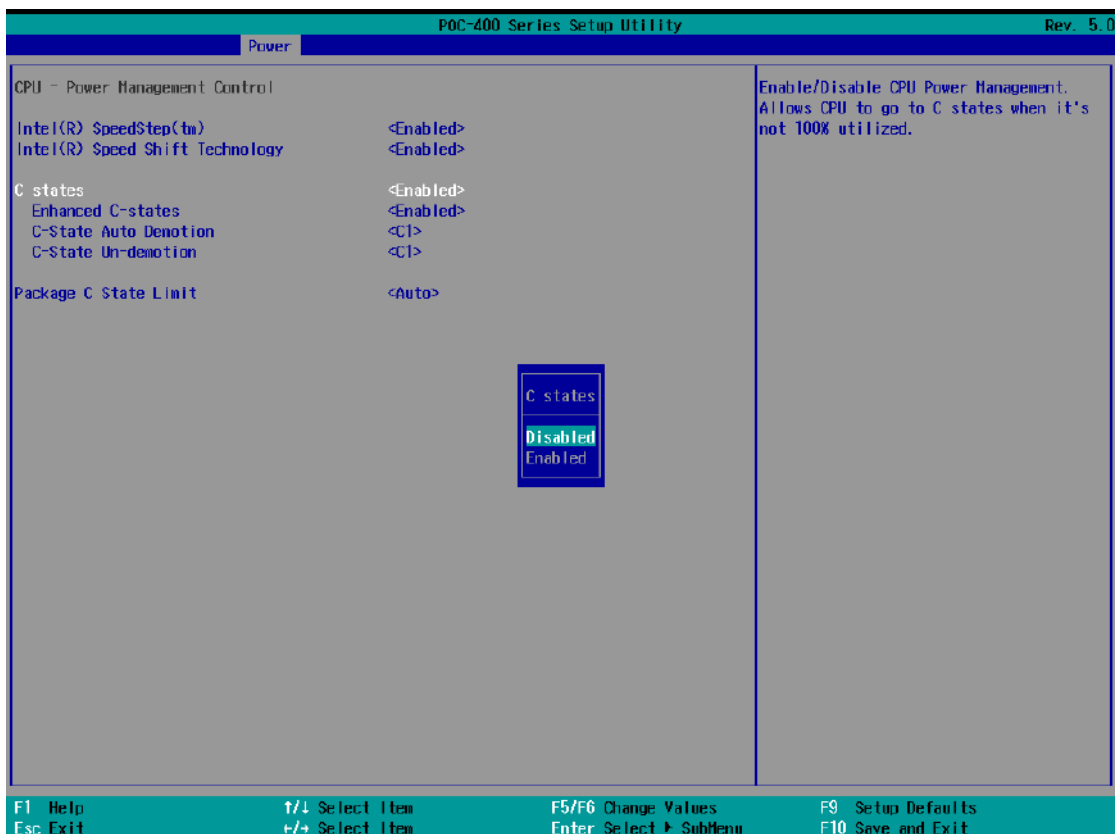 POC-400 Series Setup Utility Rev. 5.0
Power
CPU - Power Management Control
Intel(R) SpeedStep(tm) <Enabled>
Intel(R) Speed Shift Technology <Enabled>
C states <Enabled>
Enhanced C-states <Enabled>
C-State Auto Demotion <C1>
C-State Un-demotion <C1>
Package C State Limit <Auto>
Enable/Disable CPU Power Management.
Allows CPU to go to C states when it's
not 100% utilized.
C states
Disabled
Enabled
F1 Help ↑/↓ Select Item F5/F6 Change Values F9 Setup Defaults
Esc Exit ←/→ Select Item Enter Select ▶ SubMenu F10 Save and Exit